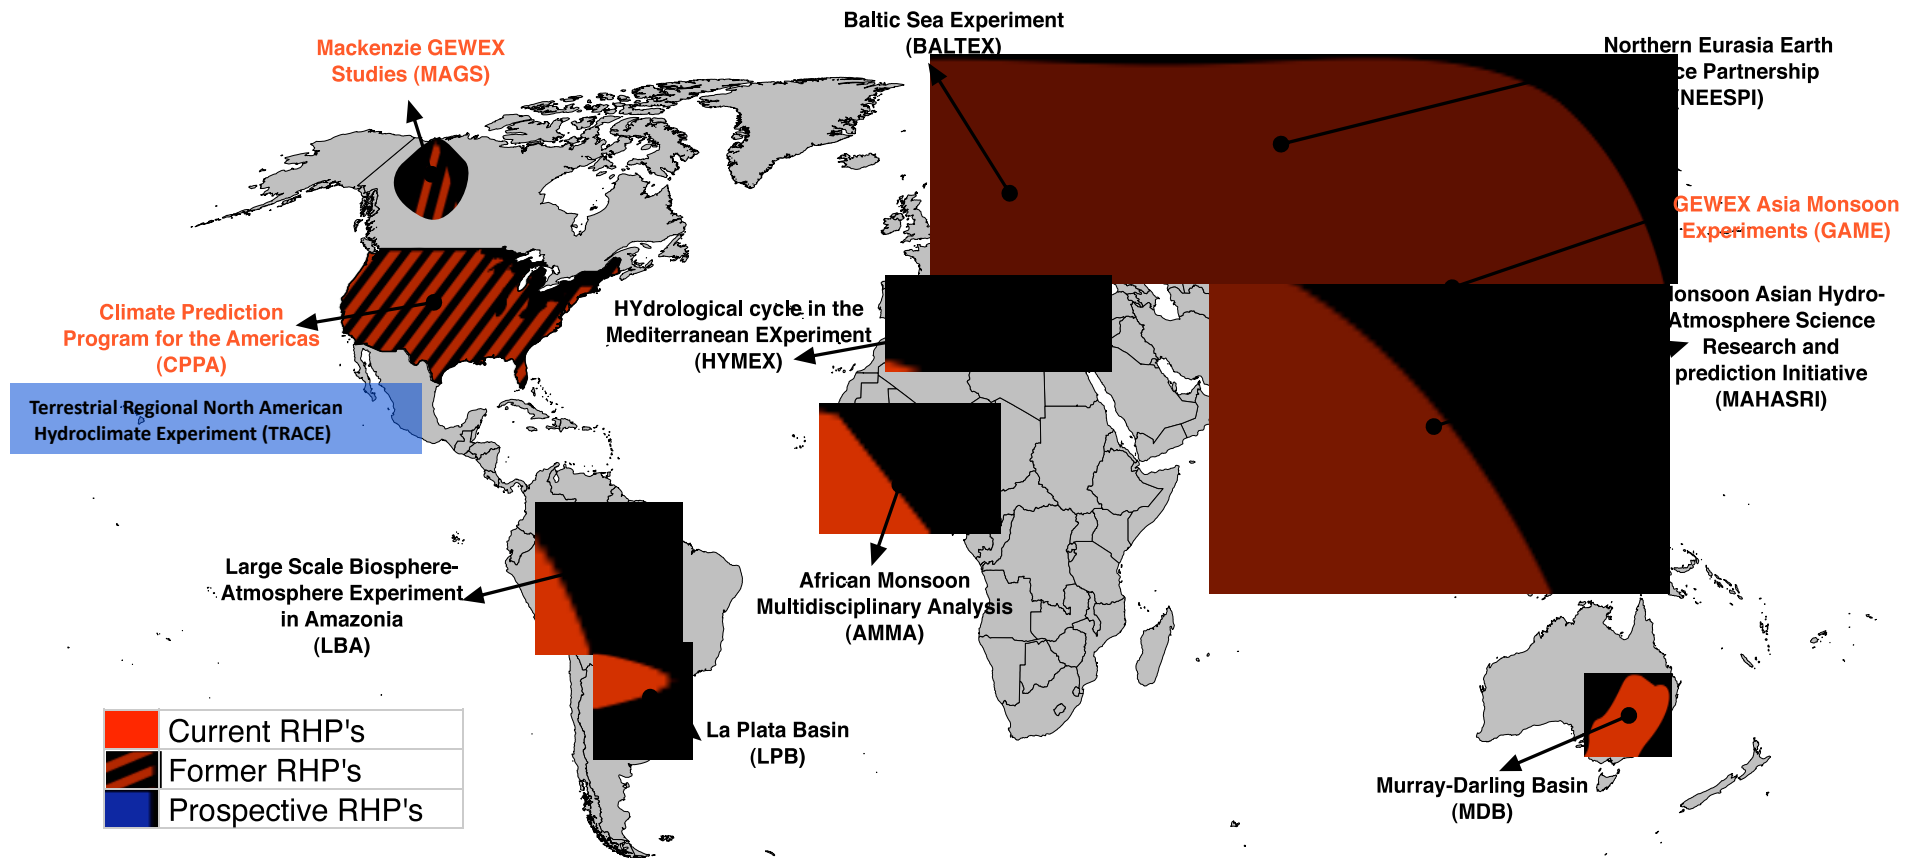 Baltic Sea Experiment
(BALTEX)
Mackenzie GEWEX
Studies (MAGS)
Northern Eurasia Earth
ce Partnership
(NEESPI)
GEWEX Asia Monsoon
Experiments (GAME)
Climate Prediction
Program for the Americas
(CPPA)
HYdrological cycle in the
Mediterranean EXperiment
(HYMEX)
onsoon Asian Hydro-
Atmosphere Science
Research and
prediction Initiative
(MAHASRI)
Terrestrial Regional North American
Hydroclimate Experiment (TRACE)
Large Scale Biosphere-
Atmosphere Experiment
in Amazonia
(LBA)
African Monsoon
Multidisciplinary Analysis
(AMMA)
La Plata Basin
(LPB)
Murray-Darling Basin
(MDB)
Current RHP's
Former RHP's
Prospective RHP's